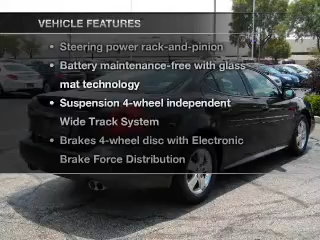 VEHICLE FEATURES
• Steering power rack-and-pinion
• Battery maintenance-free with glass
mat technology
• Suspension 4-wheel independent
Wide Track System
• Brakes 4-wheel disc with Electronic
Brake Force Distribution